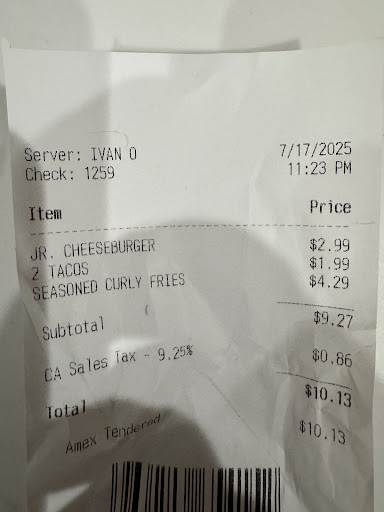 Server: IVAN O 7/17/2025
Check: 1259 11:23 PM
Item Price
JR. CHEESEBURGER $2.99
2 TACOS $1.99
SEASONED CURLY FRIES $4.29
Subtotal $9.27
CA Sales Tax - 9.25% $0.86
Total $10.13
Amex Tendered $10.13